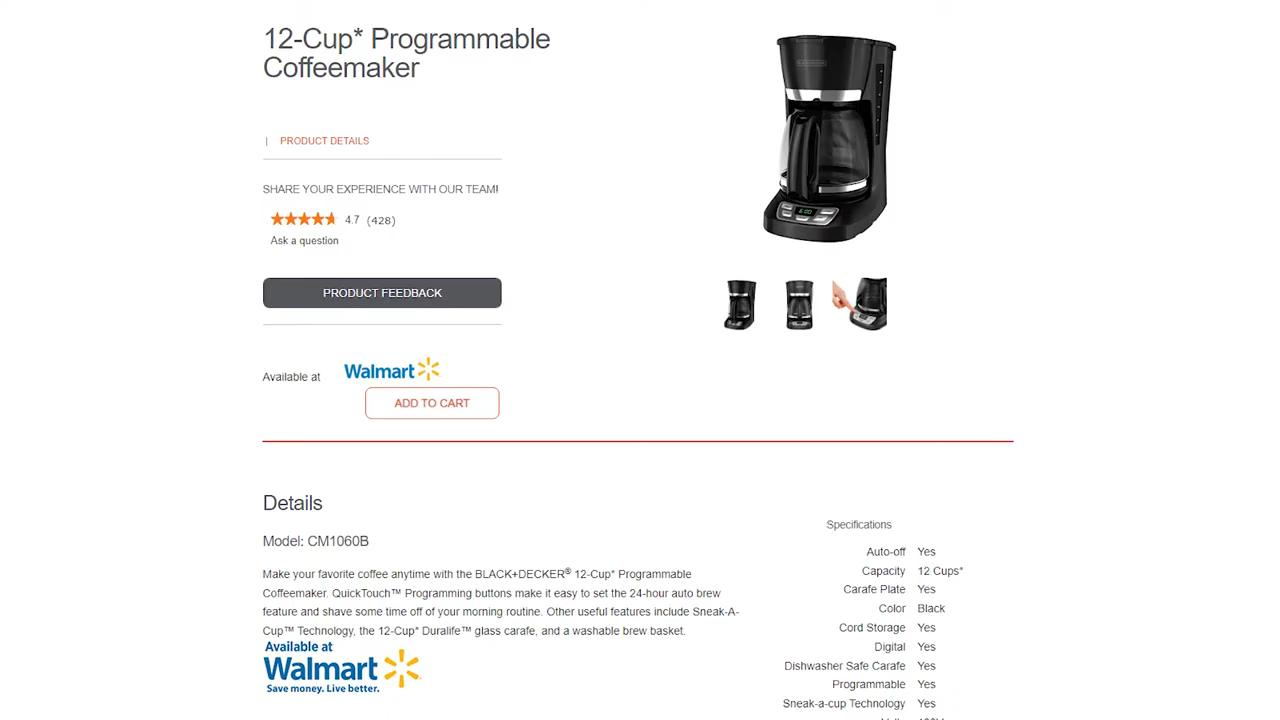 12-Cup* Programmable
Coffeemaker
| PRODUCT DETAILS
SHARE YOUR EXPERIENCE WITH OUR TEAM!
4.7 (428)
Ask a question
PRODUCT FEEDBACK
Available at Walmart
ADD TO CART
6:00
Details
Model: CM1060B
Make your favorite coffee anytime with the BLACK+DECKER® 12-Cup* Programmable
Coffeemaker. QuickTouch™ Programming buttons make it easy to set the 24-hour auto brew
feature and shave some time off of your morning routine. Other useful features include Sneak-A-
Cup™ Technology, the 12-Cup* Duralife™ glass carafe, and a washable brew basket.
Available at
Walmart
Save money. Live better.
Specifications
Auto-off Yes
Capacity 12 Cups*
Carafe Plate Yes
Color Black
Cord Storage Yes
Digital Yes
Dishwasher Safe Carafe Yes
Programmable Yes
Sneak-a-cup Technology Yes